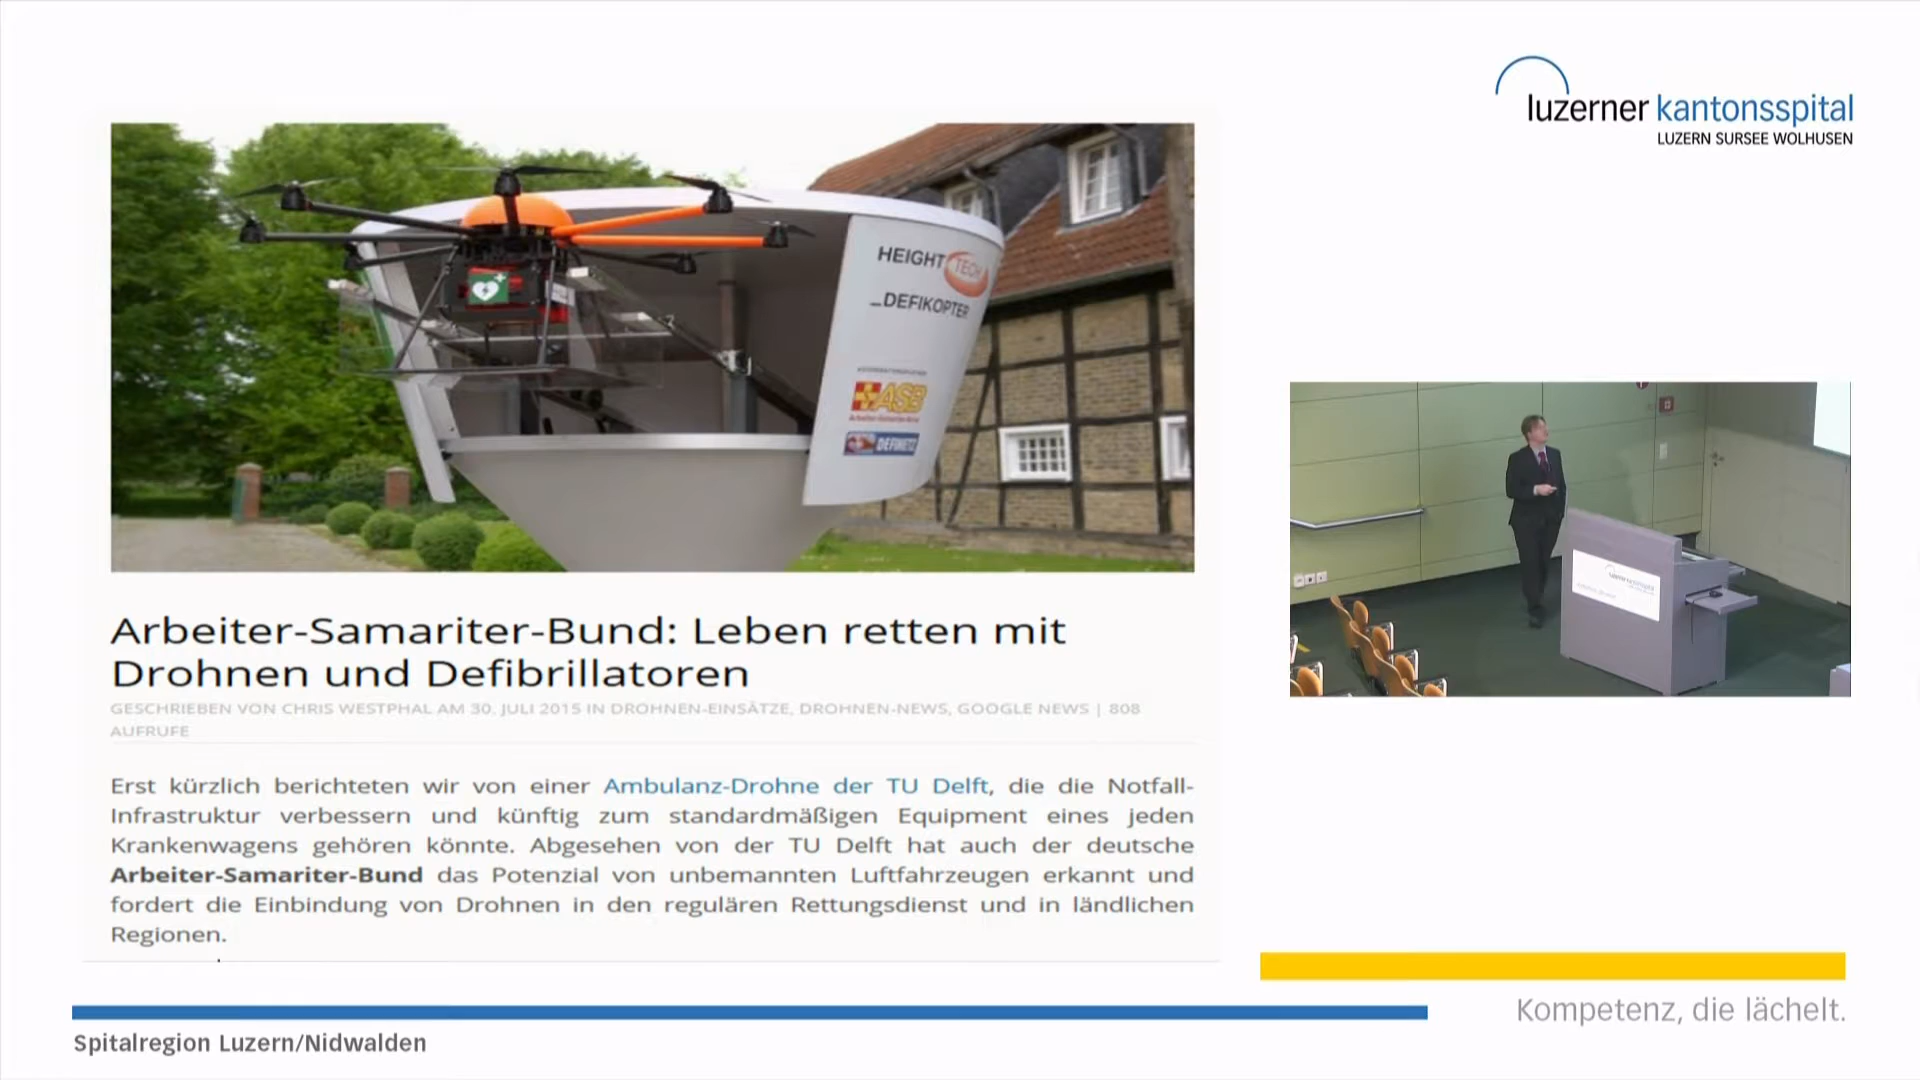 luzerner kantonsspital
LUZERN SURSEE WOLHUSEN
HEIGHT TECH
_DEFIKOPTER
ASB
Arbeiter-Samariter-Bund
DEFINETZ
Arbeiter-Samariter-Bund: Leben retten mit
Drohnen und Defibrillatoren
GESCHRIEBEN VON CHRIS WESTPHAL AM 30. JULI 2015 IN DROHNEN-EINSÄTZE, DROHNEN-NEWS, GOOGLE NEWS | 808
AUFRUFE
Erst kürzlich berichteten wir von einer Ambulanz-Drohne der TU Delft, die die Notfall-
Infrastruktur verbessern und künftig zum standardmäßigen Equipment eines jeden
Krankenwagens gehören könnte. Abgesehen von der TU Delft hat auch der deutsche
Arbeiter-Samariter-Bund das Potenzial von unbemannten Luftfahrzeugen erkannt und
fordert die Einbindung von Drohnen in den regulären Rettungsdienst und in ländlichen
Regionen.
Kompetenz, die lächelt.
Spitalregion Luzern/Nidwalden